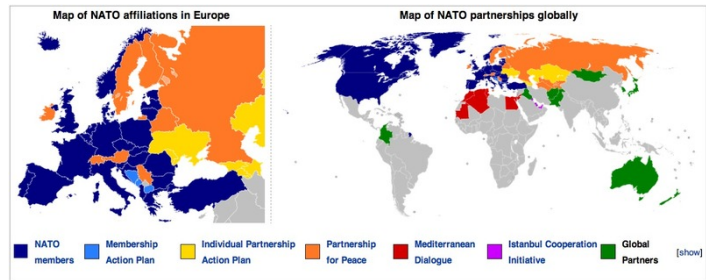 Map of NATO affiliations in Europe
Map of NATO partnerships globally
NATO members
Membership Action Plan
Individual Partnership Action Plan
Partnership for Peace
Mediterranean Dialogue
Istanbul Cooperation Initiative
Global Partners
[show]